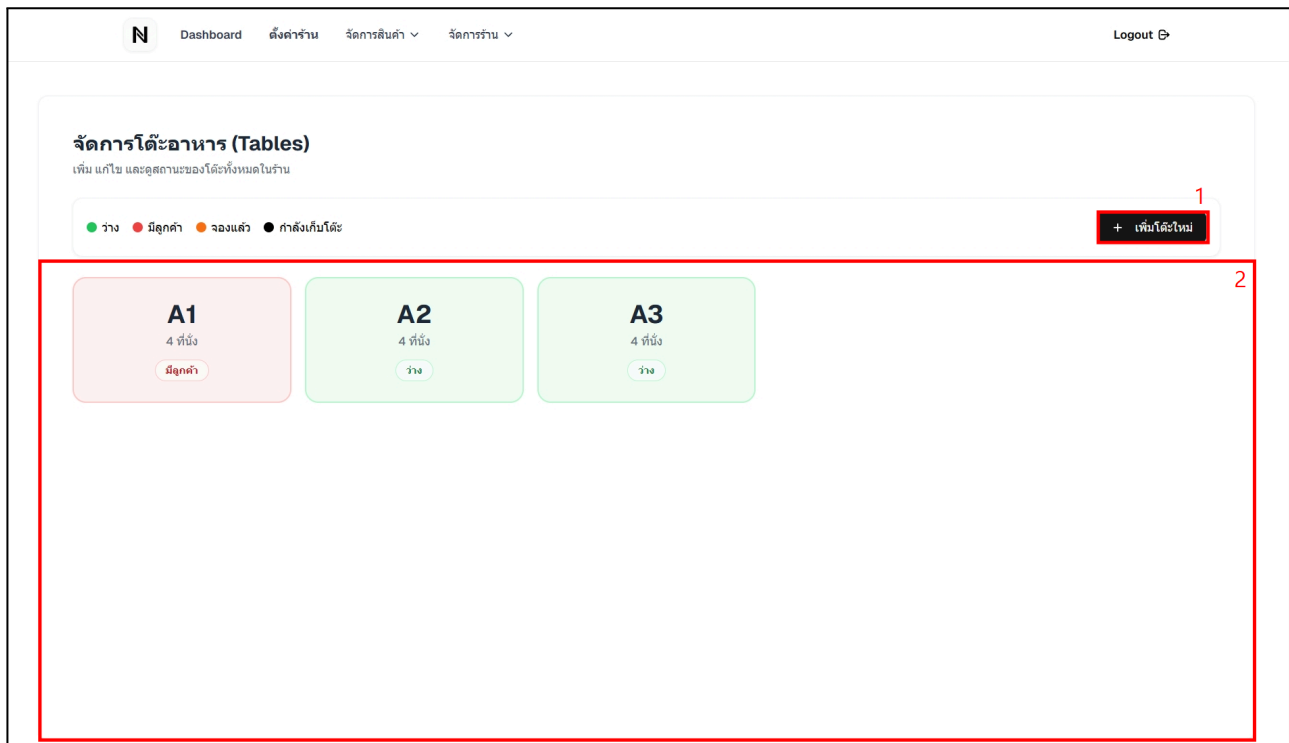 N Dashboard ตั้งค่าร้าน จัดการสินค้า จัดการร้าน Logout
จัดการโต๊ะอาหาร (Tables)
เพิ่ม แก้ไข และดูสถานะของโต๊ะทั้งหมดในร้าน
1
ว่าง มีลูกค้า จองแล้ว กำลังเก็บโต๊ะ + เพิ่มโต๊ะใหม่
2
A1 A2 A3
4 ที่นั่ง 4 ที่นั่ง 4 ที่นั่ง
มีลูกค้า ว่าง ว่าง